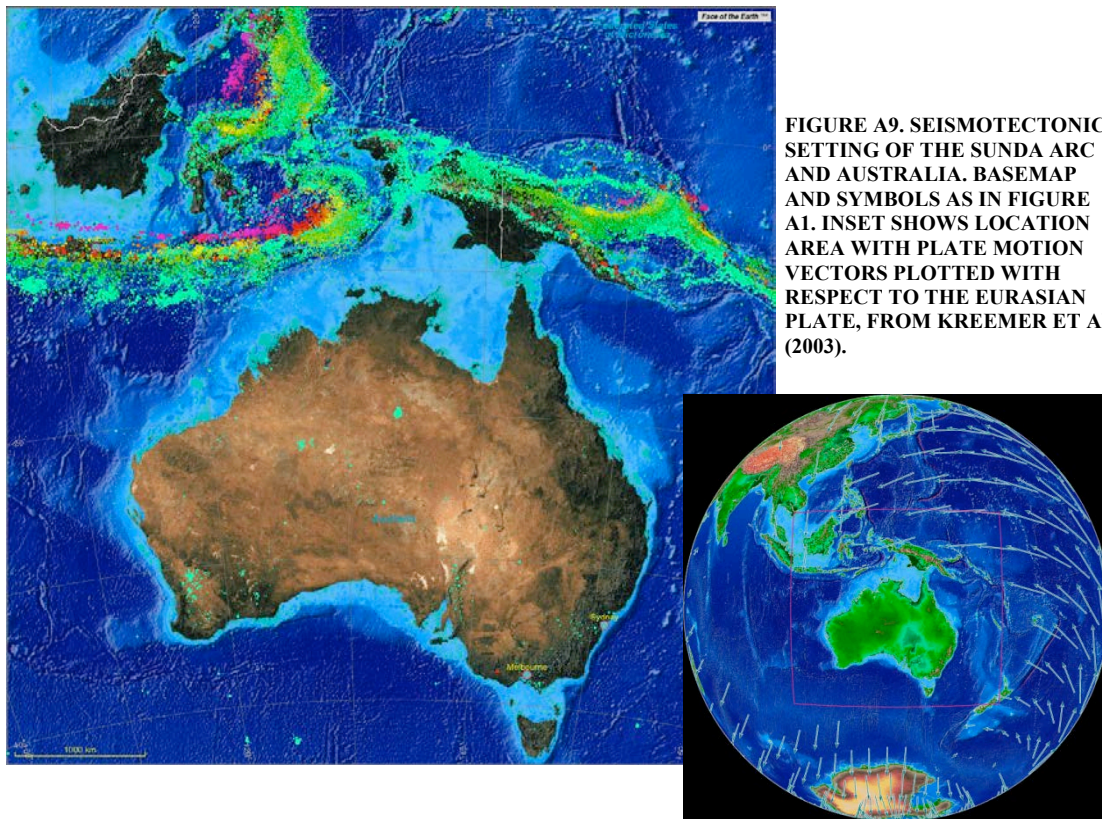 Face of the Earth ™
FIGURE A9. SEISMOTECTONIC
SETTING OF THE SUNDA ARC
AND AUSTRALIA. BASEMAP
AND SYMBOLS AS IN FIGURE
A1. INSET SHOWS LOCATION
AREA WITH PLATE MOTION
VECTORS PLOTTED WITH
RESPECT TO THE EURASIAN
PLATE, FROM KREEMER ET A
(2003).
Melbourne
1000 km